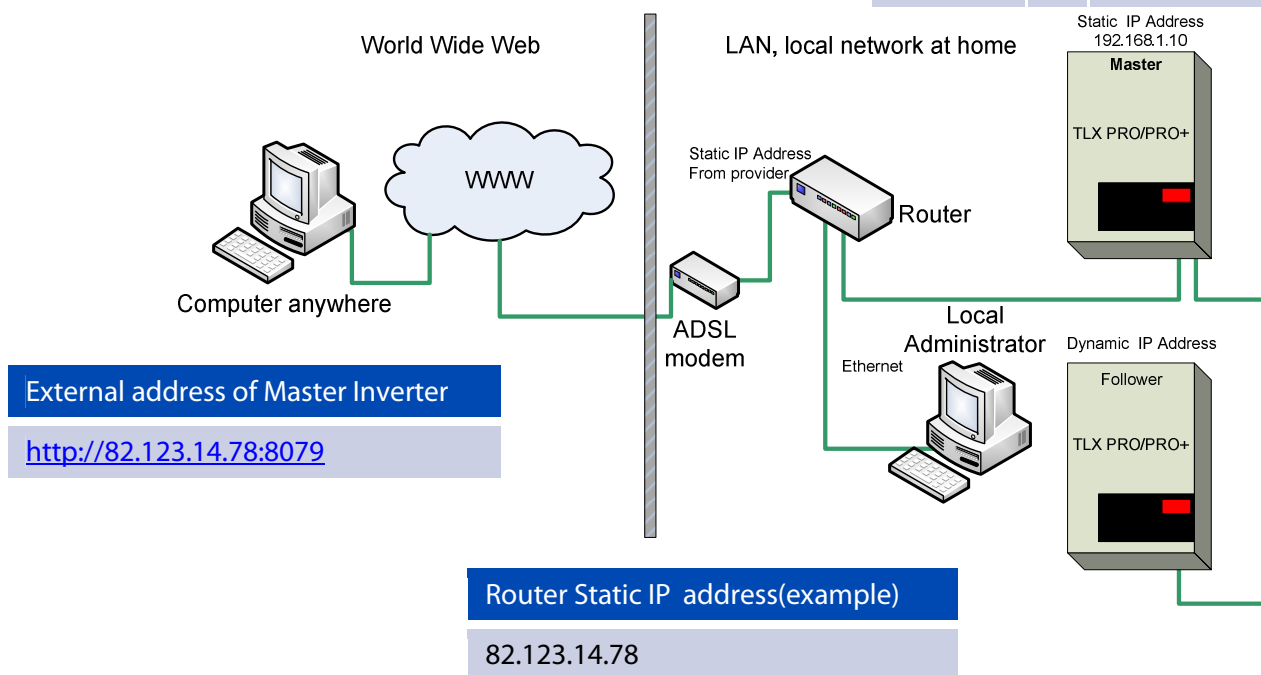 World Wide Web
LAN, local network at home
Static IP Address
192.168.1.10
Master
TLX PRO/PRO+
WWW
Static IP Address
From provider
Router
Computer anywhere
ADSL
modem
Local
Administrator
Ethernet
Dynamic IP Address
Follower
TLX PRO/PRO+
External address of Master Inverter
http://82.123.14.78:8079
Router Static IP address(example)
82.123.14.78